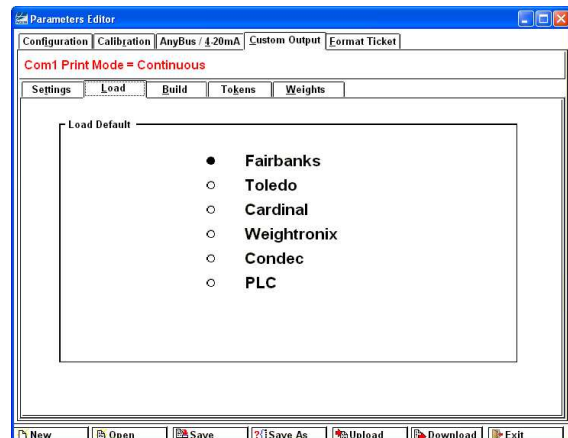 Parameters Editor
Configuration Calibration AnyBus / 4-20mA Custom Output Format Ticket
Com1 Print Mode = Continuous
Settings Load Build Tokens Weights
Load Default
Fairbanks
Toledo
Cardinal
Weightronix
Condec
PLC
New Open Save Save As Upload Download Exit